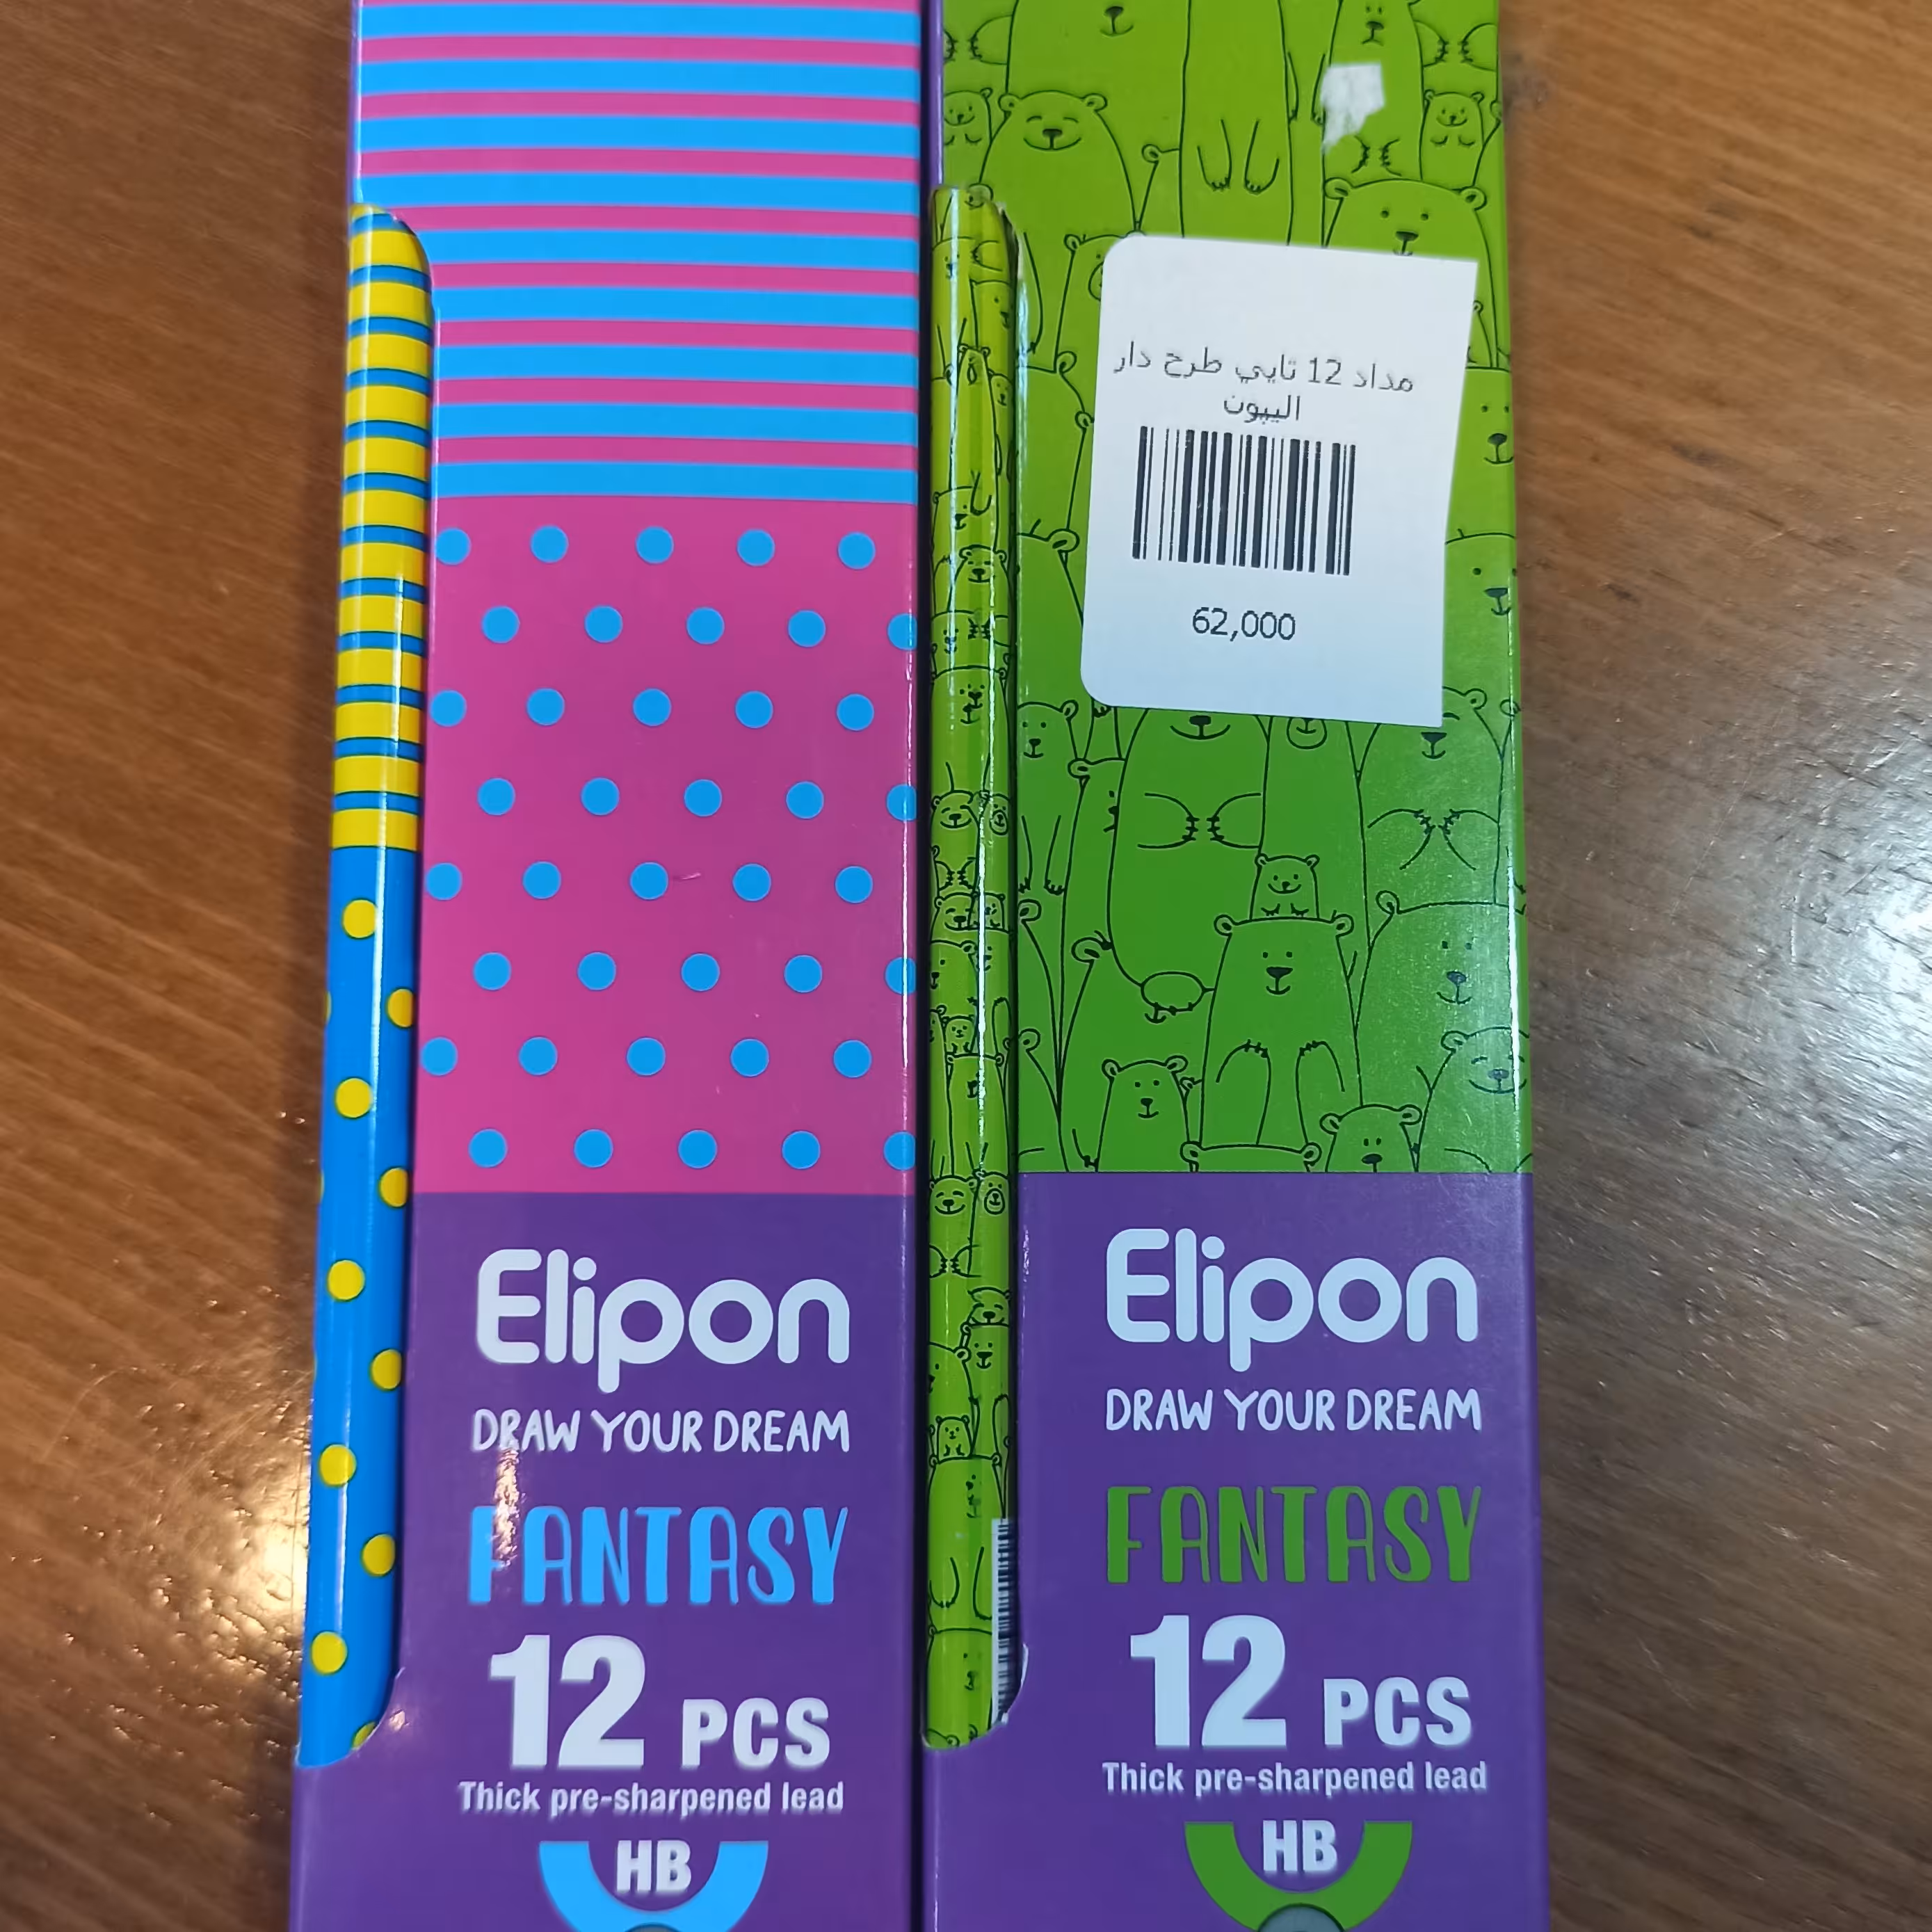 Elipon
DRAW YOUR DREAM
FANTASY
12 PCS
Thick pre-sharpened lead
HB
مداد 12 تايي طرح دار
اليپون
62,000
Elipon
DRAW YOUR DREAM
FANTASY
12 PCS
Thick pre-sharpened lead
HB